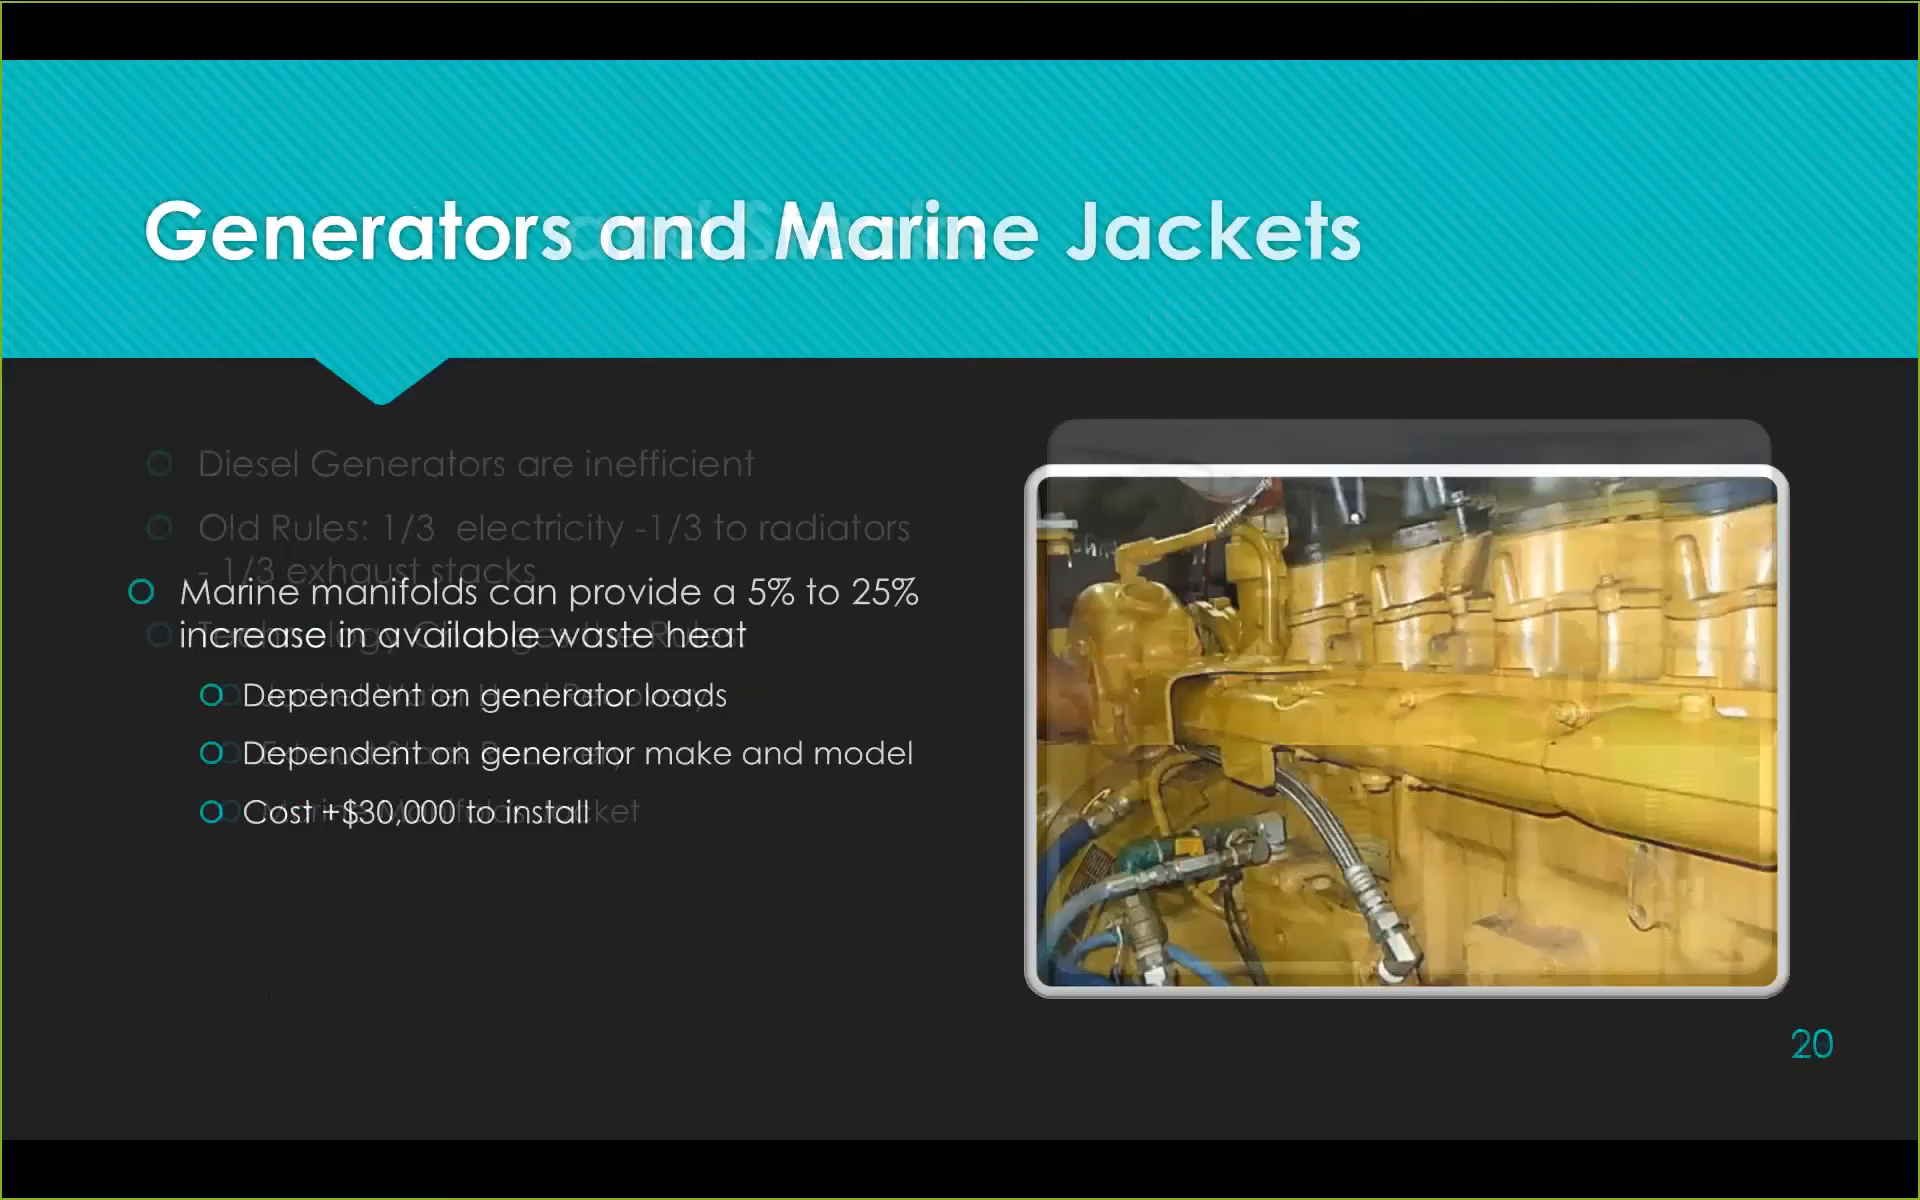 Generators and Marine Jackets
Diesel Generators are inefficient
Old Rules: 1/3 electricity -1/3 to radiators
- 1/3 exhaust stacks
Marine manifolds can provide a 5% to 25%
increase in available waste heat
Dependent on generator loads
Dependent on generator make and model
Cost +$30,000 to install
20